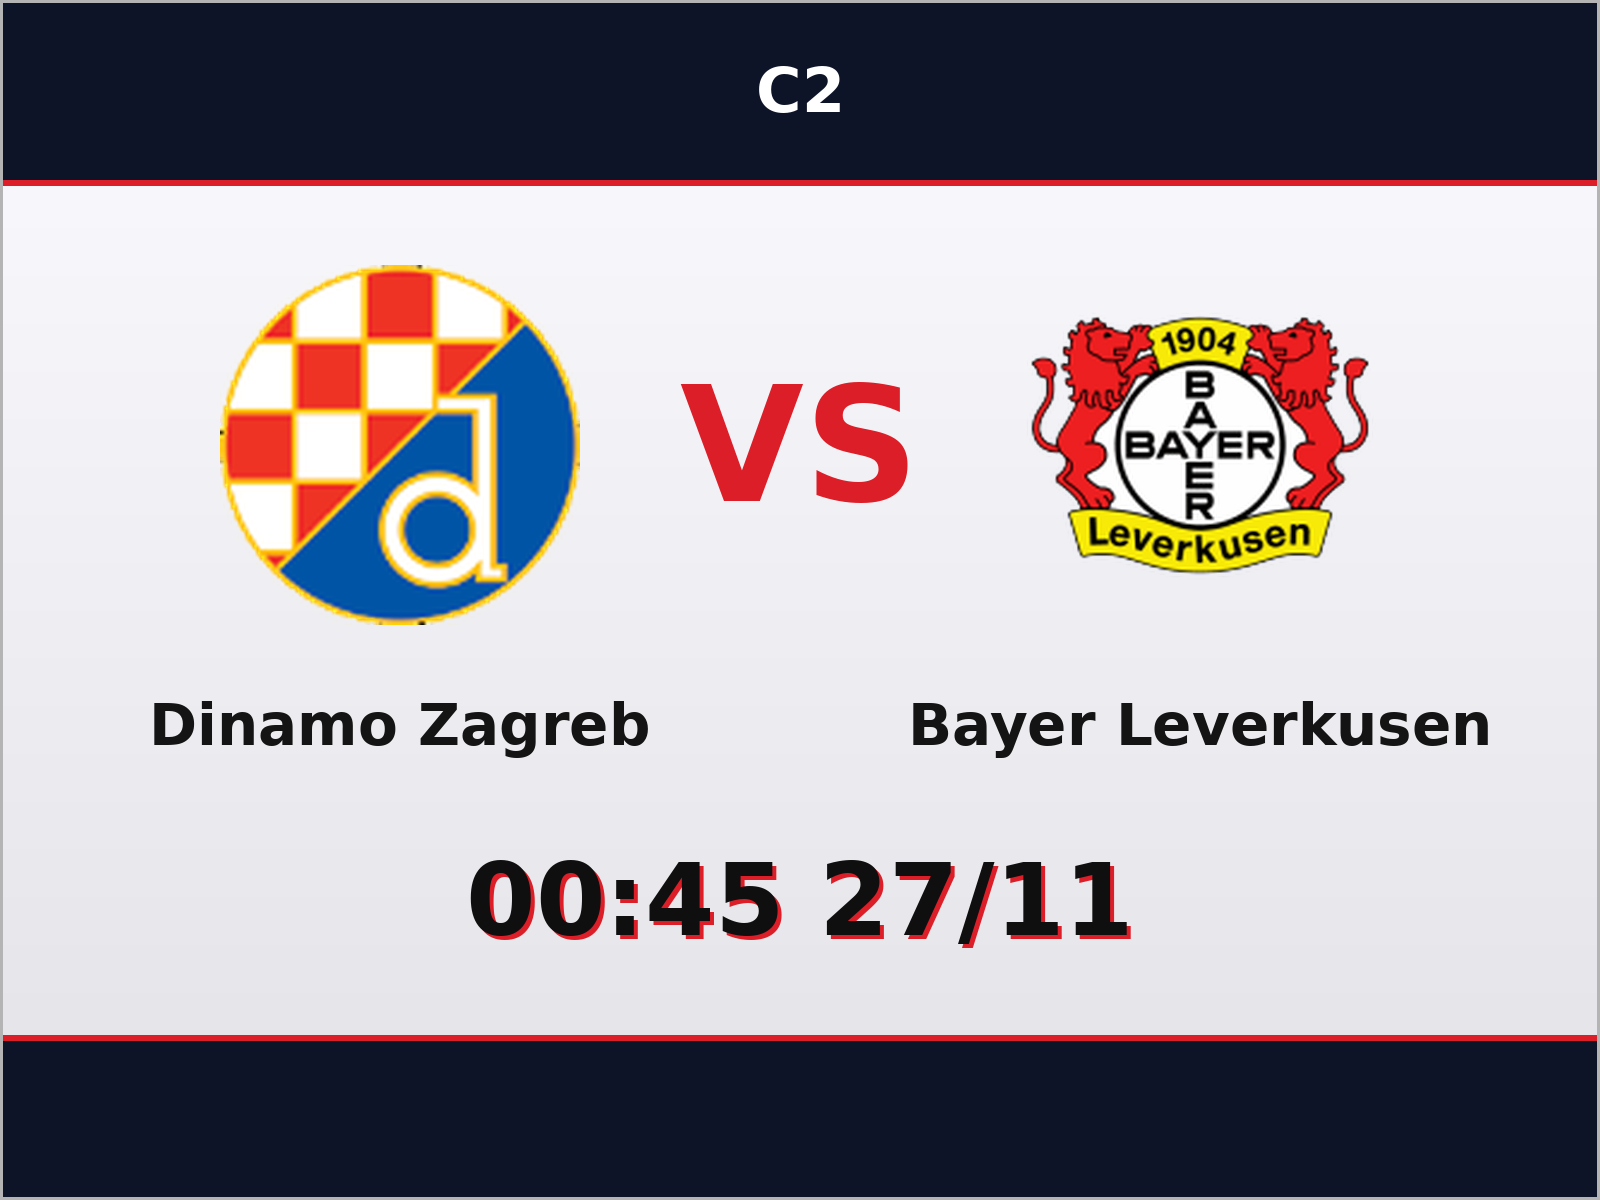 C2
VS
1904
BAYER
BAYER
Leverkusen
Dinamo Zagreb
Bayer Leverkusen
00:45 27/11